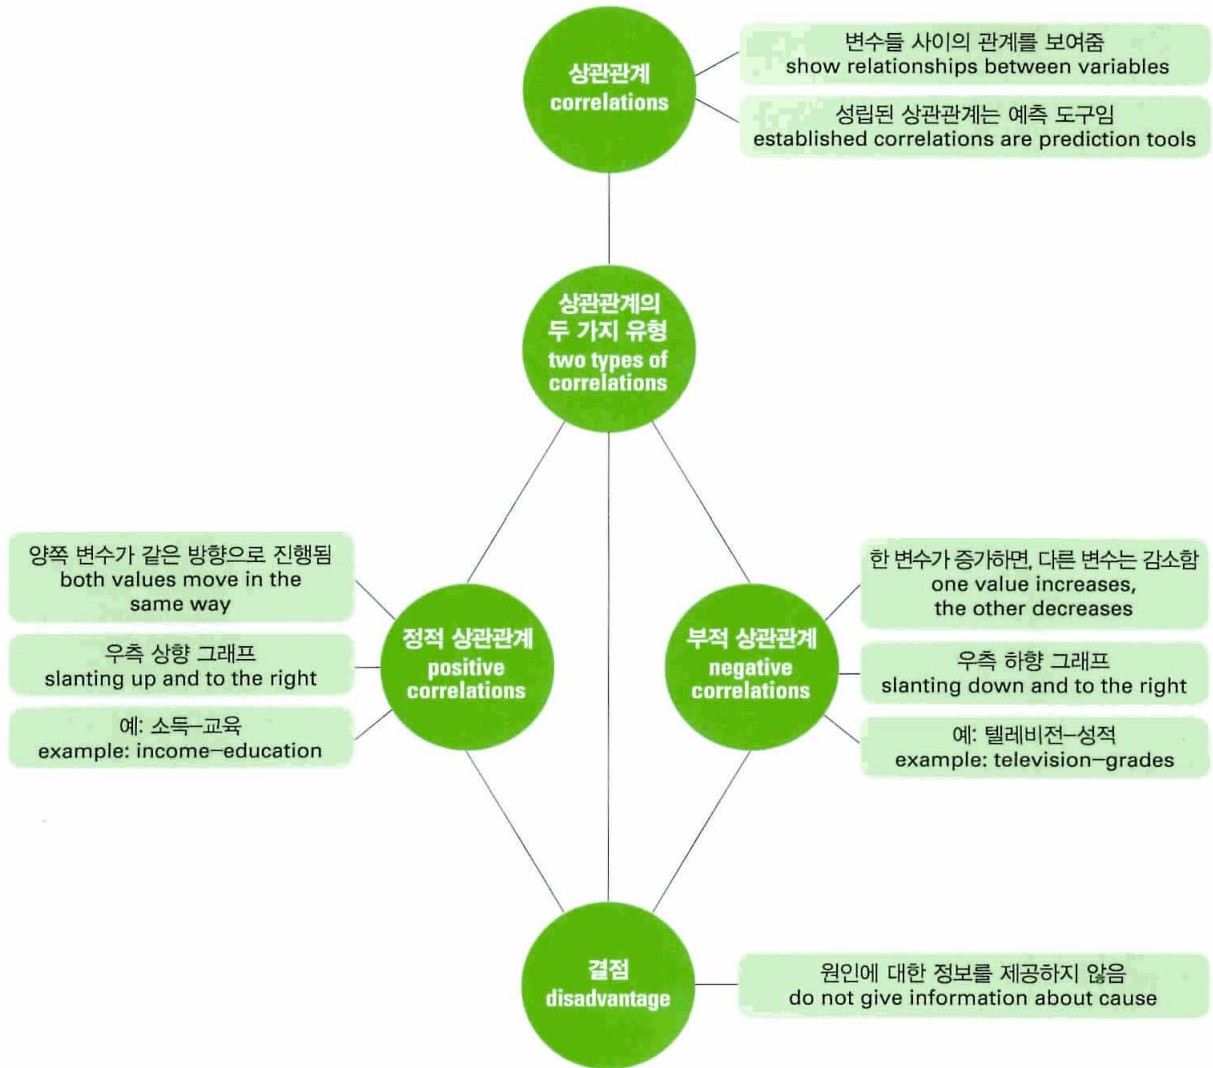 상관관계
correlations
변수들 사이의 관계를 보여줌
show relationships between variables
성립된 상관관계는 예측 도구임
established correlations are prediction tools
상관관계의
두 가지 유형
two types of
correlations
양쪽 변수가 같은 방향으로 진행됨
both values move in the
same way
우측 상향 그래프
slanting up and to the right
예: 소득–교육
example: income–education
정적 상관관계
positive
correlations
부적 상관관계
negative
correlations
한 변수가 증가하면, 다른 변수는 감소함
one value increases,
the other decreases
우측 하향 그래프
slanting down and to the right
예: 텔레비전–성적
example: television–grades
결점
disadvantage
원인에 대한 정보를 제공하지 않음
do not give information about cause